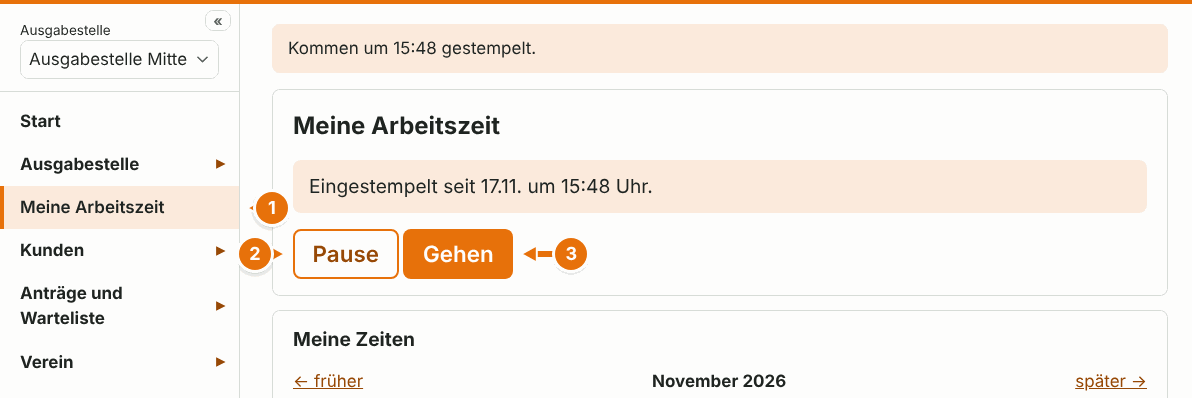 «
Ausgabestelle
Ausgabestelle Mitte
Start
Ausgabestelle
Meine Arbeitszeit
Kunden
Anträge und
Warteliste
Verein
Kommen um 15:48 gestempelt.
Meine Arbeitszeit
Eingestempelt seit 17.11. um 15:48 Uhr.
1
2
Pause
Gehen
3
Meine Zeiten
← früher
November 2026
später →